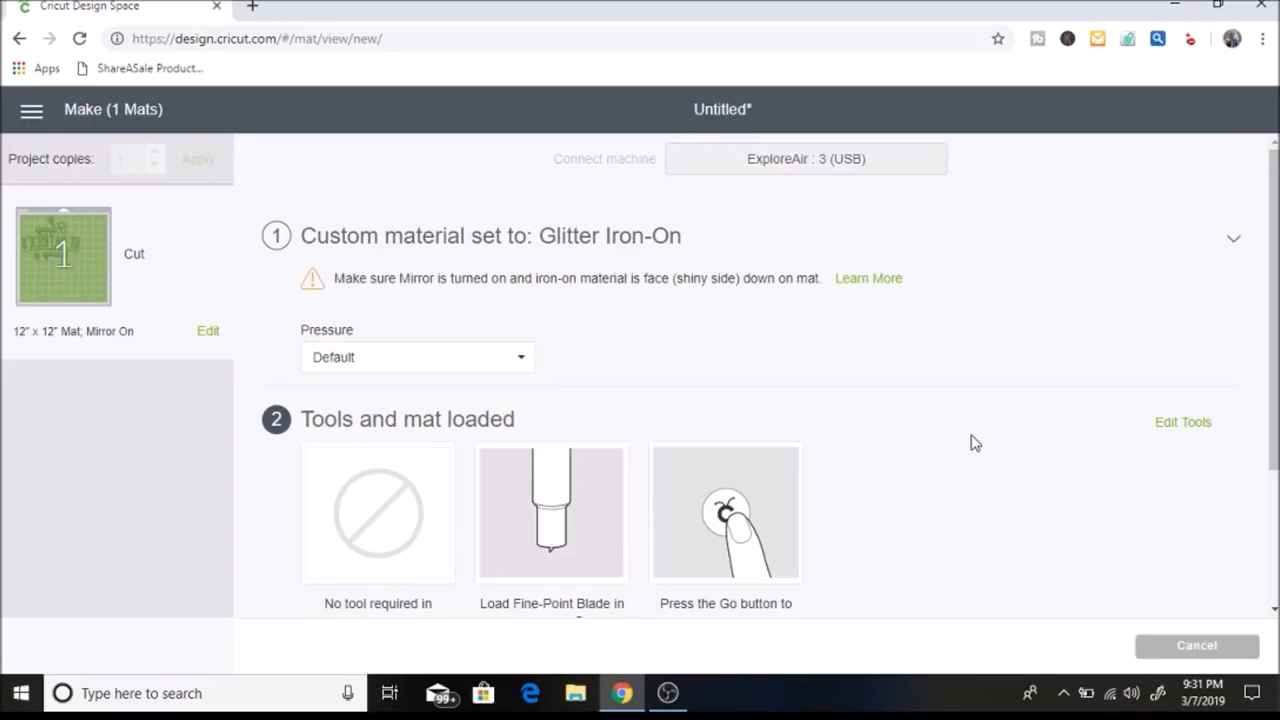 Cricut Design Space
https://design.cricut.com/#/mat/view/new/
Apps
ShareASale Product...
Make (1 Mats)
Untitled*
Project copies:
1
Apply
Connect machine
ExploreAir : 3 (USB)
1
Custom material set to: Glitter Iron-On
1
Cut
Make sure Mirror is turned on and iron-on material is face (shiny side) down on mat.
Learn More
12" x 12" Mat; Mirror On
Edit
Pressure
Default
2
Tools and mat loaded
Edit Tools
No tool required in
Load Fine-Point Blade in
Press the Go button to
Cancel
Type here to search
99+
9:31 PM
3/7/2019